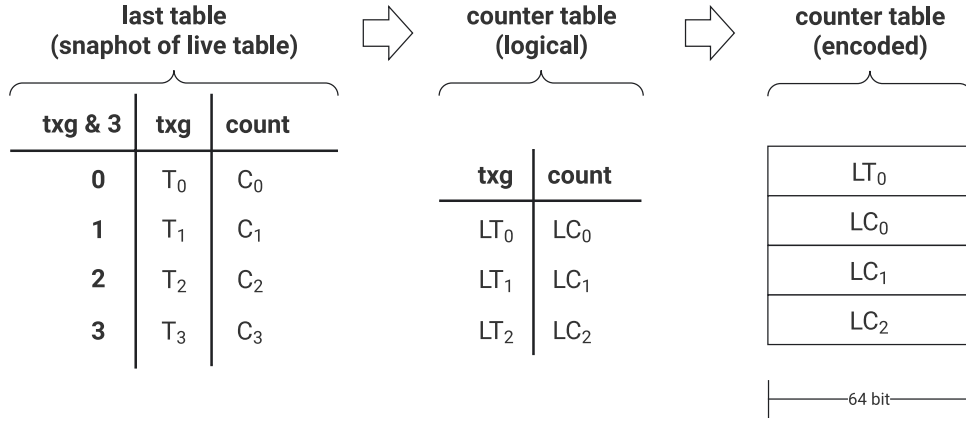 last table
(snaphot of live table)
counter table
(logical)
counter table
(encoded)
txg & 3 txg count
0 T₀ C₀
1 T₁ C₁
2 T₂ C₂
3 T₃ C₃
txg count
LT₀ LC₀
LT₁ LC₁
LT₂ LC₂
LT₀
LC₀
LC₁
LC₂
64 bit